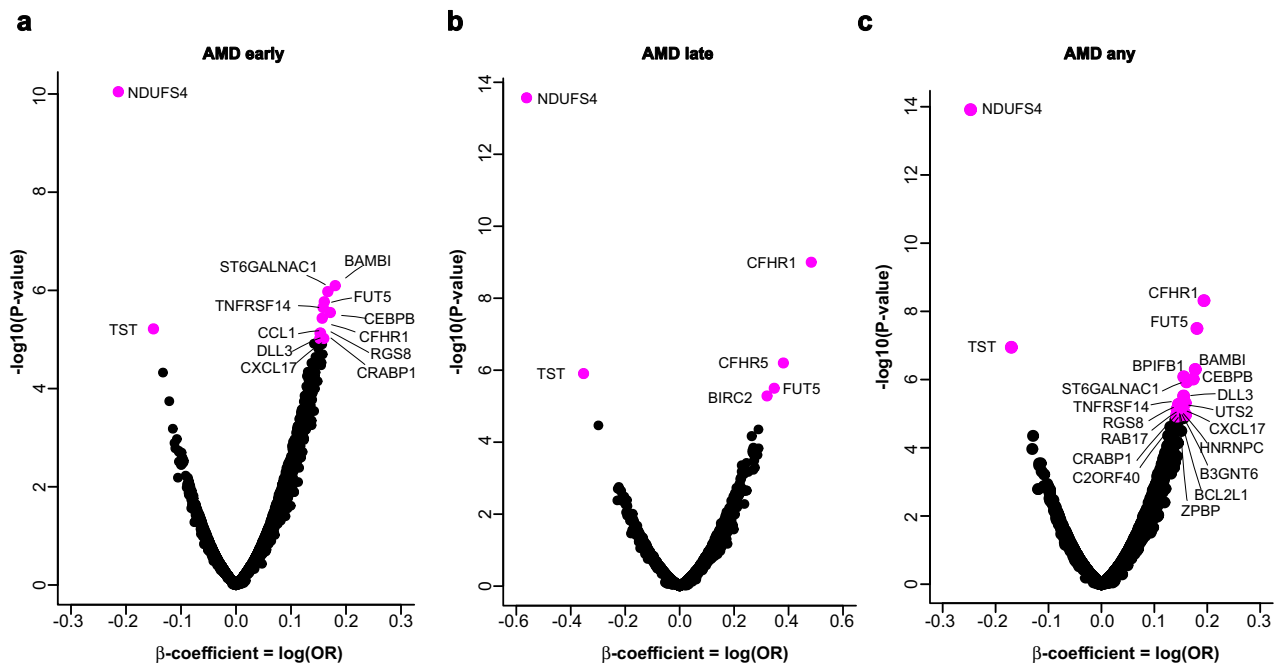 a
AMD early
-log10(P-value)
10
8
6
4
2
0
NDUFS4
ST6GALNAC1
BAMBI
TNFRSF14
FUT5
CEBPB
TST
CCL1
CFHR1
DLL3
RGS8
CXCL17
CRABP1
-0.3
-0.2
-0.1
0.0
0.1
0.2
0.3
β-coefficient = log(OR)
b
AMD late
-log10(P-value)
14
12
10
8
6
4
2
0
NDUFS4
CFHR1
CFHR5
TST
FUT5
BIRC2
-0.6
-0.4
-0.2
0.0
0.2
0.4
0.6
β-coefficient = log(OR)
c
AMD any
-log10(P-value)
14
12
10
8
6
4
2
0
NDUFS4
CFHR1
FUT5
TST
BPIFB1
BAMBI
CEBPB
ST6GALNAC1
DLL3
TNFRSF14
UTS2
RGS8
CXCL17
RAB17
HNRNPC
CRABP1
B3GNT6
C2ORF40
BCL2L1
ZPBP
-0.3
-0.2
-0.1
0.0
0.1
0.2
0.3
β-coefficient = log(OR)